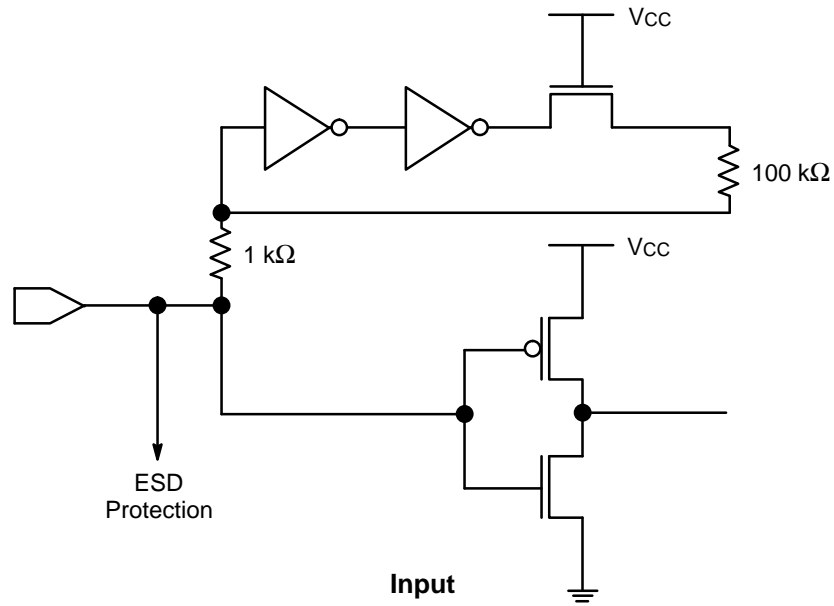 VCC
100 kΩ
1 kΩ
VCC
ESD
Protection
Input